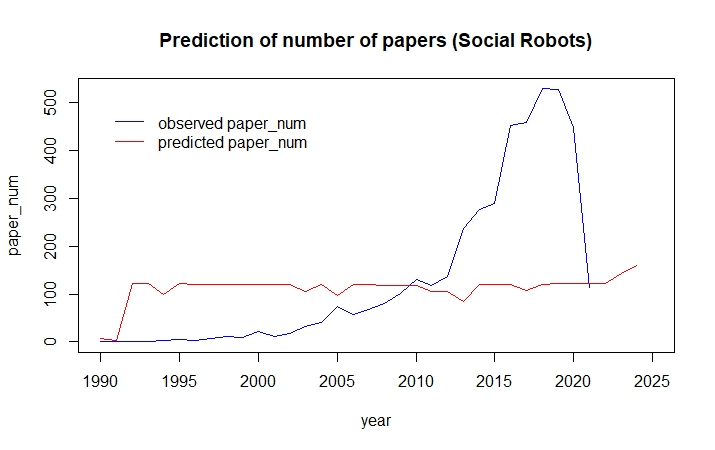 Prediction of number of papers (Social Robots)
observed paper_num
predicted paper_num
paper_num
500
400
300
200
100
0
1990 1995 2000 2005 2010 2015 2020 2025
year